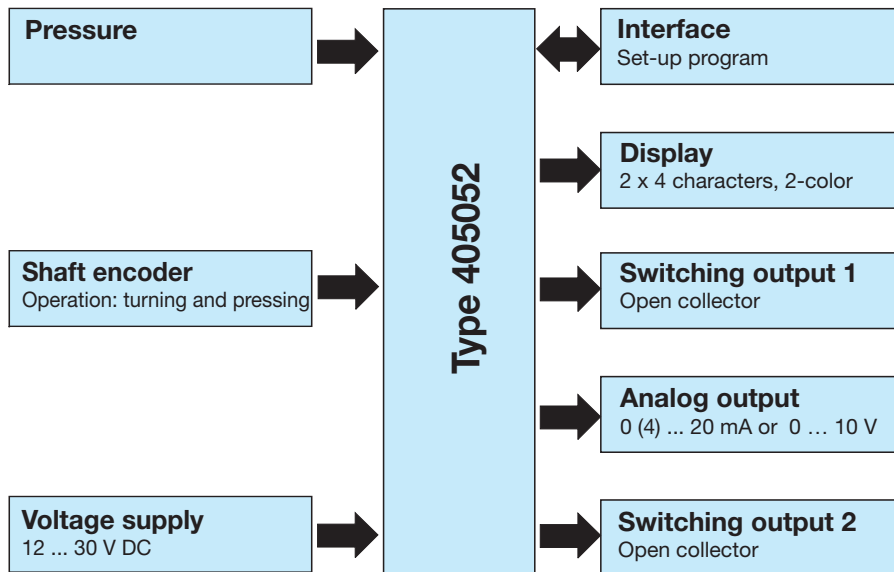 Pressure
Shaft encoder
Operation: turning and pressing
Voltage supply
12 ... 30 V DC
Type 405052
Interface
Set-up program
Display
2 x 4 characters, 2-color
Switching output 1
Open collector
Analog output
0 (4) ... 20 mA or 0 … 10 V
Switching output 2
Open collector